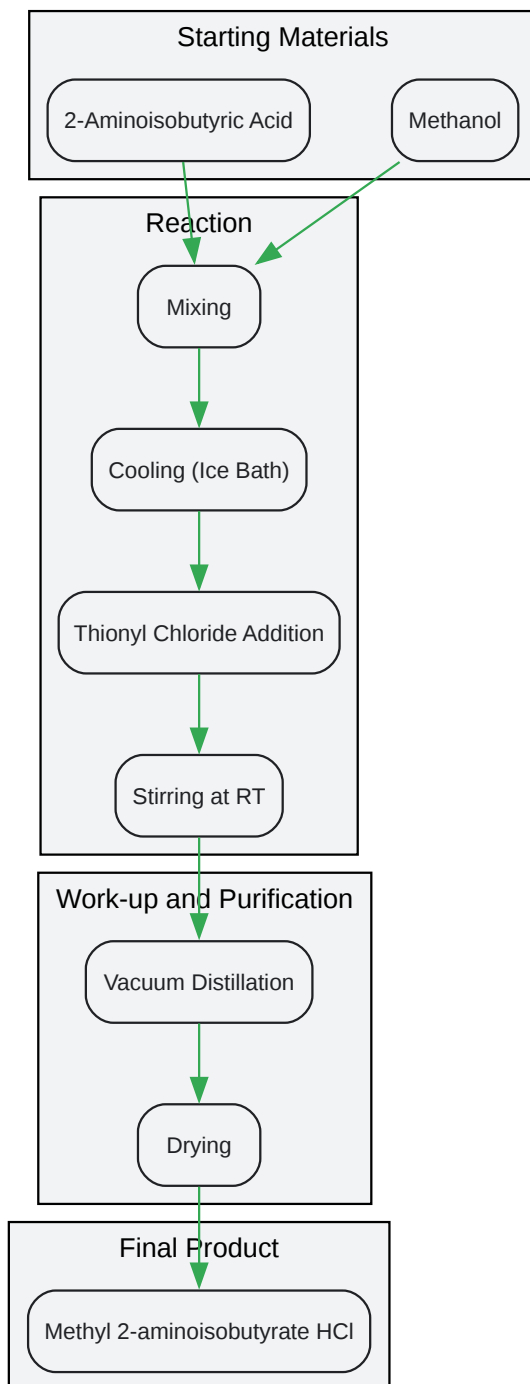 Starting Materials
2-Aminoisobutyric Acid
Methanol
Reaction
Mixing
Cooling (Ice Bath)
Thionyl Chloride Addition
Stirring at RT
Work-up and Purification
Vacuum Distillation
Drying
Final Product
Methyl 2-aminoisobutyrate HCl